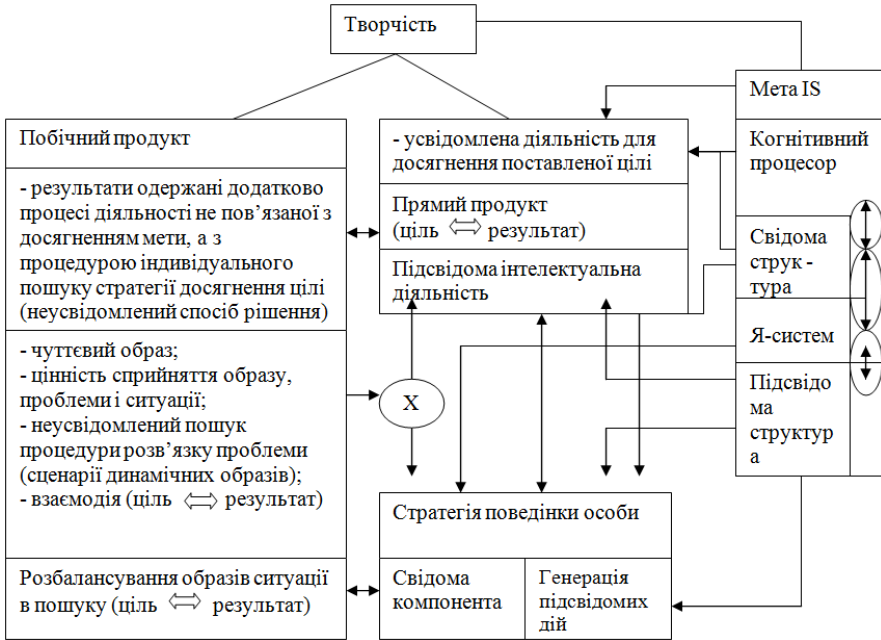 Творчість
Побічний продукт
- результати одержані додатково
процесі діяльності не пов’язаної з
досягненням мети, а з
процедурою індивідуального
пошуку стратегії досягнення цілі
(неусвідомлений спосіб рішення)
- чуттєвий образ;
- цінність сприйняття образу,
проблеми і ситуації;
- неусвідомлений пошук
процедури розв’язку проблеми
(сценарії динамічних образів);
- взаємодія (ціль ⇔ результат)
Розбалансування образів ситуації
в пошуку (ціль ⇔ результат)
- усвідомлена діяльність для
досягнення поставленої цілі
Прямий продукт
(ціль ⇔ результат)
Підсвідома інтелектуальна
діяльність
X
Стратегія поведінки особи
Свідома
компонента
Генерація
підсвідомих
дій
Мета IS
Когнітивний
процесор
Свідома
струк -
тура
Я-систем
Підсвідо
ма
структур
а